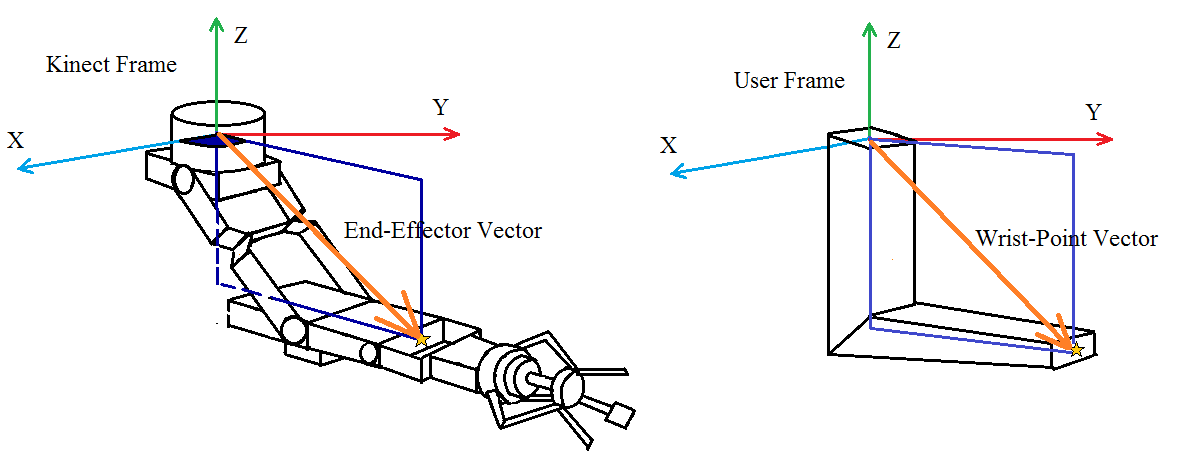 Z
Kinect Frame
Y
X
End-Effector Vector
Z
User Frame
Y
X
Wrist-Point Vector